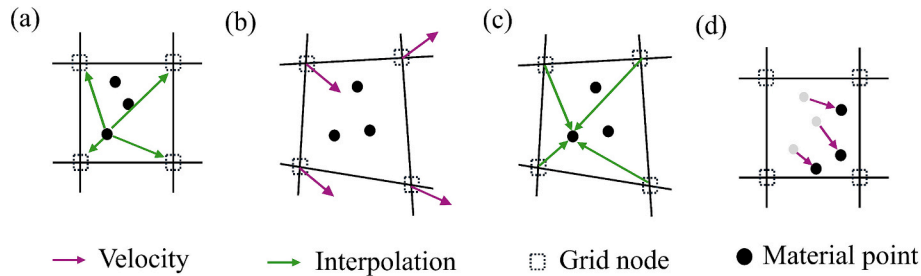 (a) (b) (c) (d)
Velocity Interpolation Grid node Material point